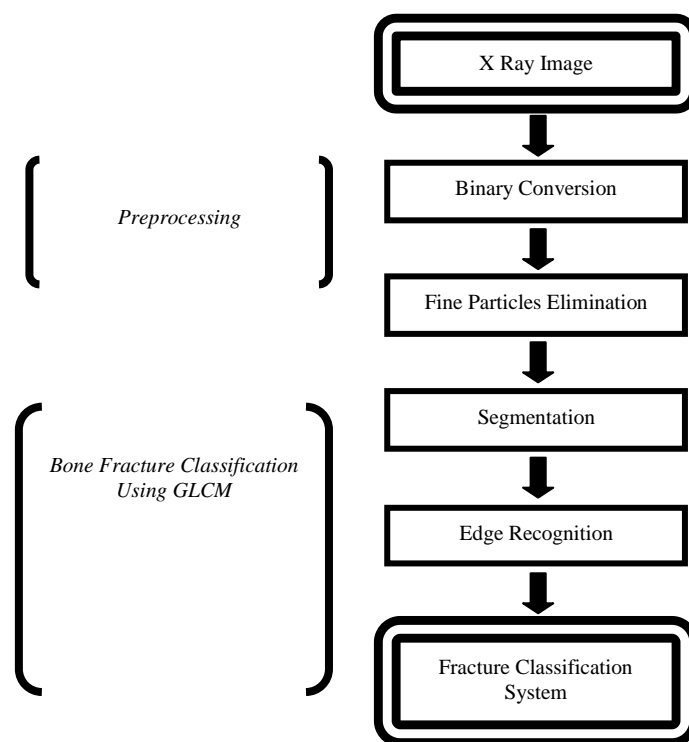 X Ray Image
Binary Conversion
Preprocessing
Fine Particles Elimination
Segmentation
Bone Fracture Classification
Using GLCM
Edge Recognition
Fracture Classification
System